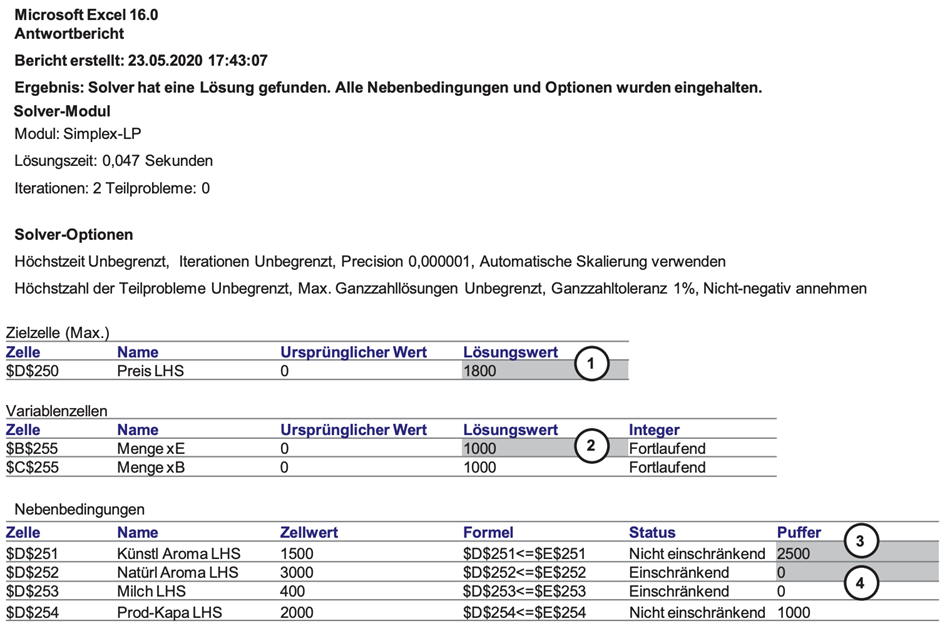 Microsoft Excel 16.0
Antwortbericht
Bericht erstellt: 23.05.2020 17:43:07
Ergebnis: Solver hat eine Lösung gefunden. Alle Nebenbedingungen und Optionen wurden eingehalten.
Solver-Modul
Modul: Simplex-LP
Lösungszeit: 0,047 Sekunden
Iterationen: 2 Teilprobleme: 0
Solver-Optionen
Höchstzeit Unbegrenzt, Iterationen Unbegrenzt, Precision 0,000001, Automatische Skalierung verwenden
Höchstzahl der Teilprobleme Unbegrenzt, Max. Ganzzahllösungen Unbegrenzt, Ganzzahltoleranz 1%, Nicht-negativ annehmen
Zielzelle (Max.)
Zelle Name Ursprünglicher Wert Lösungswert
1
$D$250 Preis LHS 0 1800
Variablenzellen
Zelle Name Ursprünglicher Wert Lösungswert Integer
2
$B$255 Menge xE 0 1000 Fortlaufend
$C$255 Menge xB 0 1000 Fortlaufend
Nebenbedingungen
Zelle Name Zellwert Formel Status Puffer
3
$D$251 Künstl Aroma LHS 1500 $D$251<=$E$251 Nicht einschränkend 2500
$D$252 Natürl Aroma LHS 3000 $D$252<=$E$252 Einschränkend 0
4
$D$253 Milch LHS 400 $D$253<=$E$253 Einschränkend 0
$D$254 Prod-Kapa LHS 2000 $D$254<=$E$254 Nicht einschränkend 1000